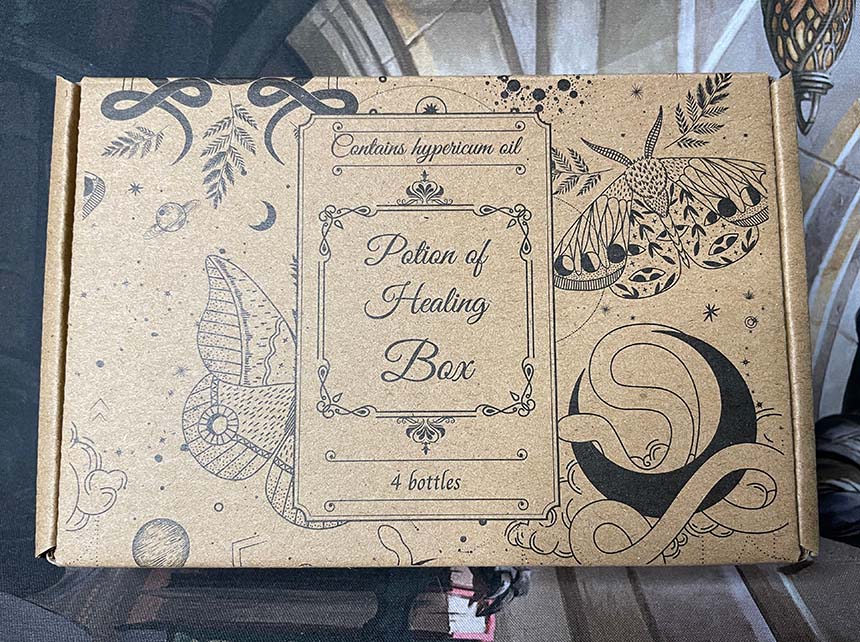 Contains hypericum oil
Potion of
Healing
Box
4 bottles